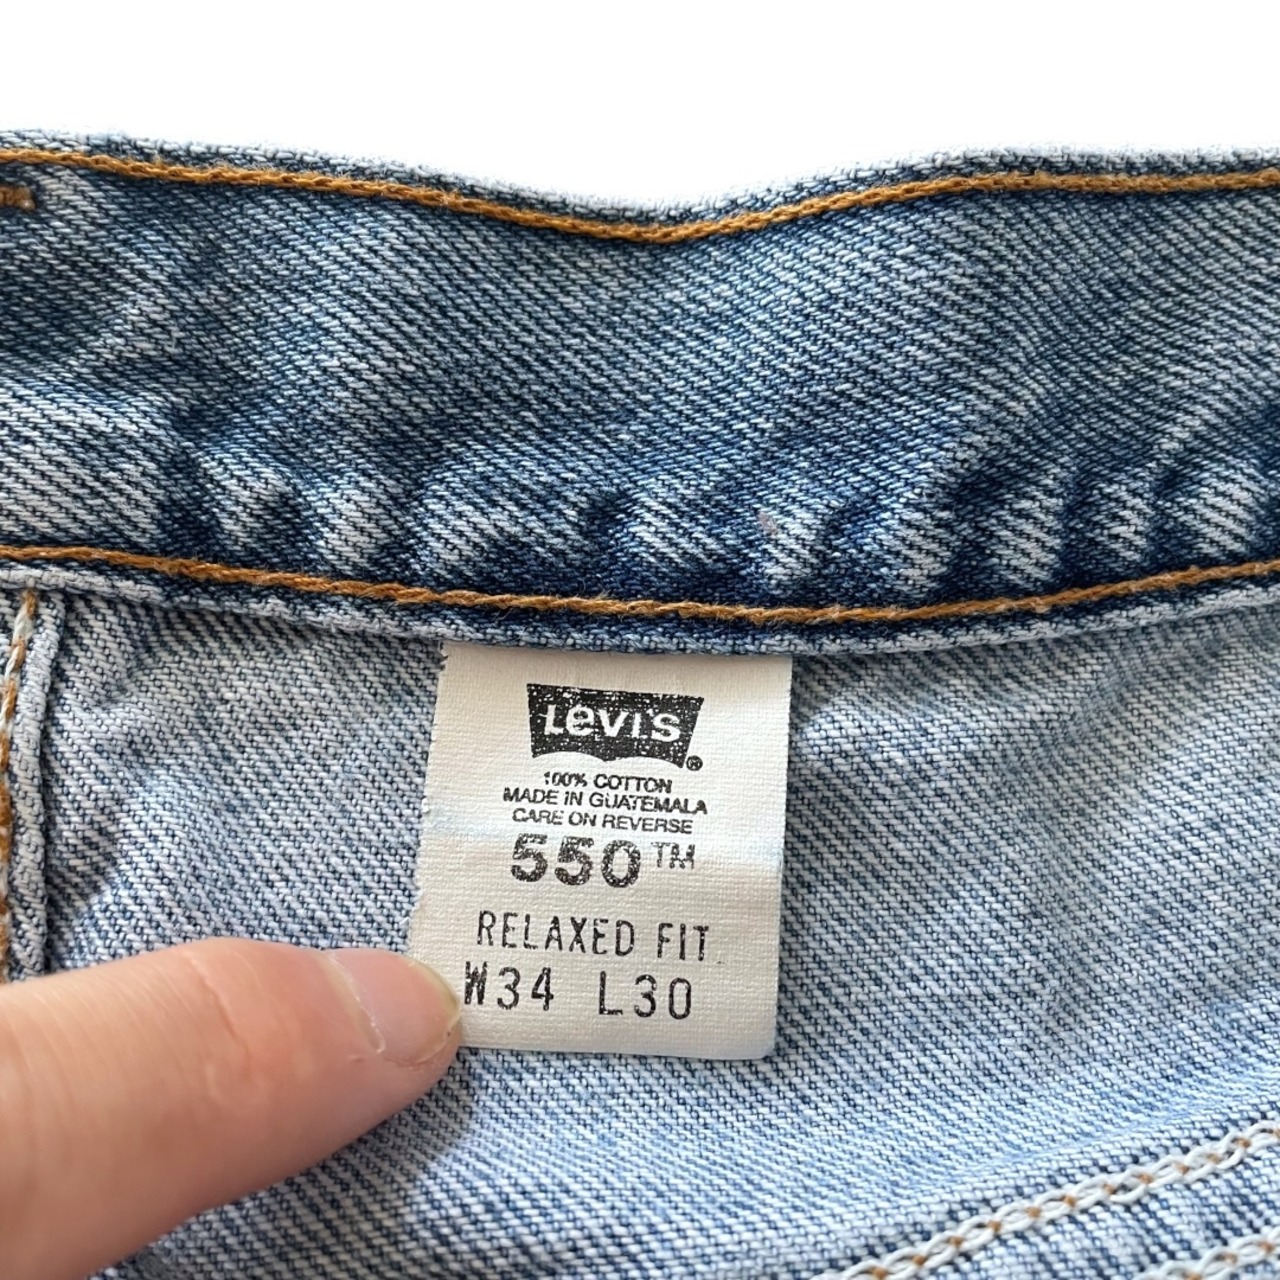 LEVI'S®
100% COTTON
MADE IN GUATEMALA
CARE ON REVERSE
550™
RELAXED FIT
W34 L30